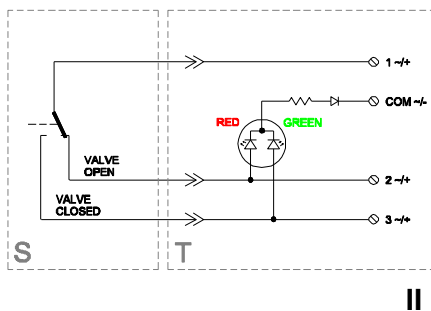 1 ~/+
COM ~/-
RED GREEN
VALVE
OPEN
2 ~/+
VALVE
CLOSED
3 ~/+
S T
II